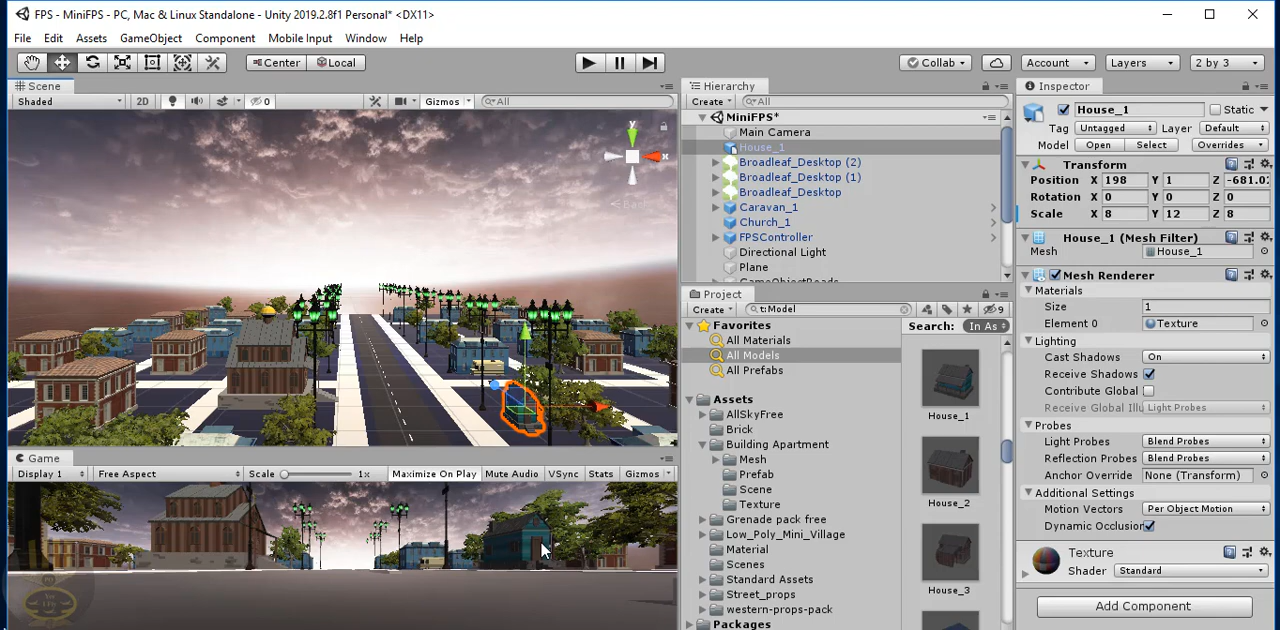 FPS - MiniFPS - PC, Mac & Linux Standalone - Unity 2019.2.8f1 Personal* <DX11>
File Edit Assets GameObject Component Mobile Input Window Help
Center Local Collab Account Layers 2 by 3
Scene
Shaded 2D 0 Gizmos All
y
x
Back
Hierarchy
Create All
MiniFPS*
Main Camera
House_1
Broadleaf_Desktop (2)
Broadleaf_Desktop (1)
Broadleaf_Desktop
Caravan_1
Church_1
FPSController
Directional Light
Plane
GameObjectRoads
Project
Create t:Model 9
Favorites
All Materials
All Models
All Prefabs
Assets
AllSkyFree
Brick
Building Apartment
Mesh
Prefab
Scene
Texture
Grenade pack free
Low_Poly_Mini_Village
Material
Scenes
Standard Assets
Street_props
western-props-pack
Packages
Search: In As
House_1
House_2
House_3
Inspector
House_1 Static
Tag Untagged Layer Default
Model Open Select Overrides
Transform
Position X 198 Y 1 Z
Rotation X 0 Y 0 Z 0
Scale X 8 Y 12 Z 8
House_1 (Mesh Filter)
Mesh House_1
Mesh Renderer
Materials
Size 1
Element 0 Texture
Lighting
Cast Shadows On
Receive Shadows
Contribute Global
Receive Global Light Probes
Probes
Light Probes Blend Probes
Reflection Probes Blend Probes
Anchor Override None (Transform)
Additional Settings
Motion Vectors Per Object Motion
Dynamic Occlusion
Texture
Shader Standard
Add Component
Game
Display 1 Free Aspect Scale 1x Maximize On Play Mute Audio VSync Stats Gizmos